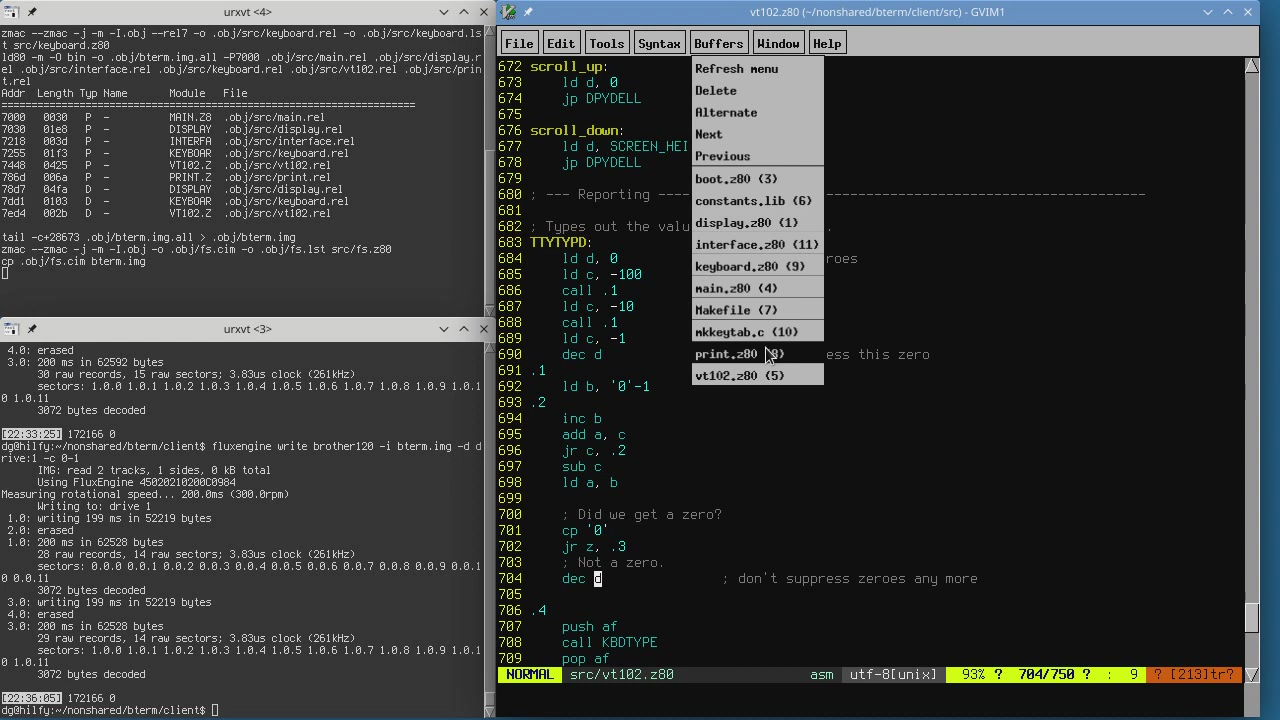 urxvt <4>
zmac --zmac -j -m -I.obj --rel7 -o .obj/src/keyboard.rel -o .obj/src/keyboard.ls
t src/keyboard.z80
ld80 -m -O bin -o .obj/bterm.img.all -P7000 .obj/src/main.rel .obj/src/display.r
el .obj/src/interface.rel .obj/src/keyboard.rel .obj/src/vt102.rel .obj/src/prin
t.rel
Addr Length Typ Name Module File
7000 0030 P – MAIN.Z8 .obj/src/main.rel
7030 01e8 P – DISPLAY .obj/src/display.rel
7218 003d P – INTERFA .obj/src/interface.rel
7255 01f3 P – KEYBOAR .obj/src/keyboard.rel
7448 0425 P – VT102.Z .obj/src/vt102.rel
786d 006a P – PRINT.Z .obj/src/print.rel
78d7 04fa D – DISPLAY .obj/src/display.rel
7dd1 0103 D – KEYBOAR .obj/src/keyboard.rel
7ed4 002b D – VT102.Z .obj/src/vt102.rel
tail -c+28673 .obj/bterm.img.all > .obj/bterm.img
zmac --zmac -j -m -I.obj -o .obj/fs.cim -o .obj/fs.lst src/fs.z80
cp .obj/fs.cim bterm.img
urxvt <3>
4.0: erased
3.0: 200 ms in 62592 bytes
30 raw records, 15 raw sectors; 3.83us clock (261kHz)
sectors: 1.0.0 1.0.1 1.0.2 1.0.3 1.0.4 1.0.5 1.0.6 1.0.7 1.0.8 1.0.9 1.0.1
0 1.0.11
3072 bytes decoded
[22:33:25] 172166 0
dg@hilfy:~/nonshared/bterm/client$ fluxengine write brother120 -i bterm.img -d d
rive:1 -c 0-1
IMG: read 2 tracks, 1 sides, 0 kB total
Using FluxEngine 45020210200C0984
Measuring rotational speed... 200.0ms (300.0rpm)
Writing to: drive 1
1.0: writing 199 ms in 52219 bytes
2.0: erased
1.0: 200 ms in 62528 bytes
28 raw records, 14 raw sectors; 3.83us clock (261kHz)
sectors: 0.0.0 0.0.1 0.0.2 0.0.3 0.0.4 0.0.5 0.0.6 0.0.7 0.0.8 0.0.9 0.0.1
0 0.0.11
3072 bytes decoded
3.0: writing 199 ms in 52219 bytes
4.0: erased
3.0: 200 ms in 62528 bytes
29 raw records, 14 raw sectors; 3.83us clock (261kHz)
sectors: 1.0.0 1.0.1 1.0.2 1.0.3 1.0.4 1.0.5 1.0.6 1.0.7 1.0.8 1.0.9 1.0.1
0 1.0.11
3072 bytes decoded
[22:36:05] 172166 0
dg@hilfy:~/nonshared/bterm/client$
vt102.z80 (~/nonshared/bterm/client/src) - GVIM1
File Edit Tools Syntax Buffers Window Help
Refresh menu
Delete
Alternate
Next
Previous
boot.z80 (3)
constants.lib (6)
display.z80 (1)
interface.z80 (11)
keyboard.z80 (9)
main.z80 (4)
Makefile (7)
mkkeytab.c (10)
print.z80 (8)
vt102.z80 (5)
672 scroll_up:
673 ld d, 0
674 jp DPYDELL
675
676 scroll_down:
677 ld d, SCREEN_HEI
678 jp DPYDELL
679
680 ; --- Reporting ---
681
682 ; Types out the valu .
683 TTYTYPD:
684 ld d, 0 roes
685 ld c, -100
686 call .1
687 ld c, -10
688 call .1
689 ld c, -1
690 dec d ess this zero
691 .1
692 ld b, '0'-1
693 .2
694 inc b
695 add a, c
696 jr c, .2
697 sub c
698 ld a, b
699
700 ; Did we get a zero?
701 cp '0'
702 jr z, .3
703 ; Not a zero.
704 dec d ; don't suppress zeroes any more
705
706 .4
707 push af
708 call KBDTYPE
709 pop af
NORMAL src/vt102.z80 asm utf-8[unix] 93% ? 704/750 ? : 9 ? [213]tr?